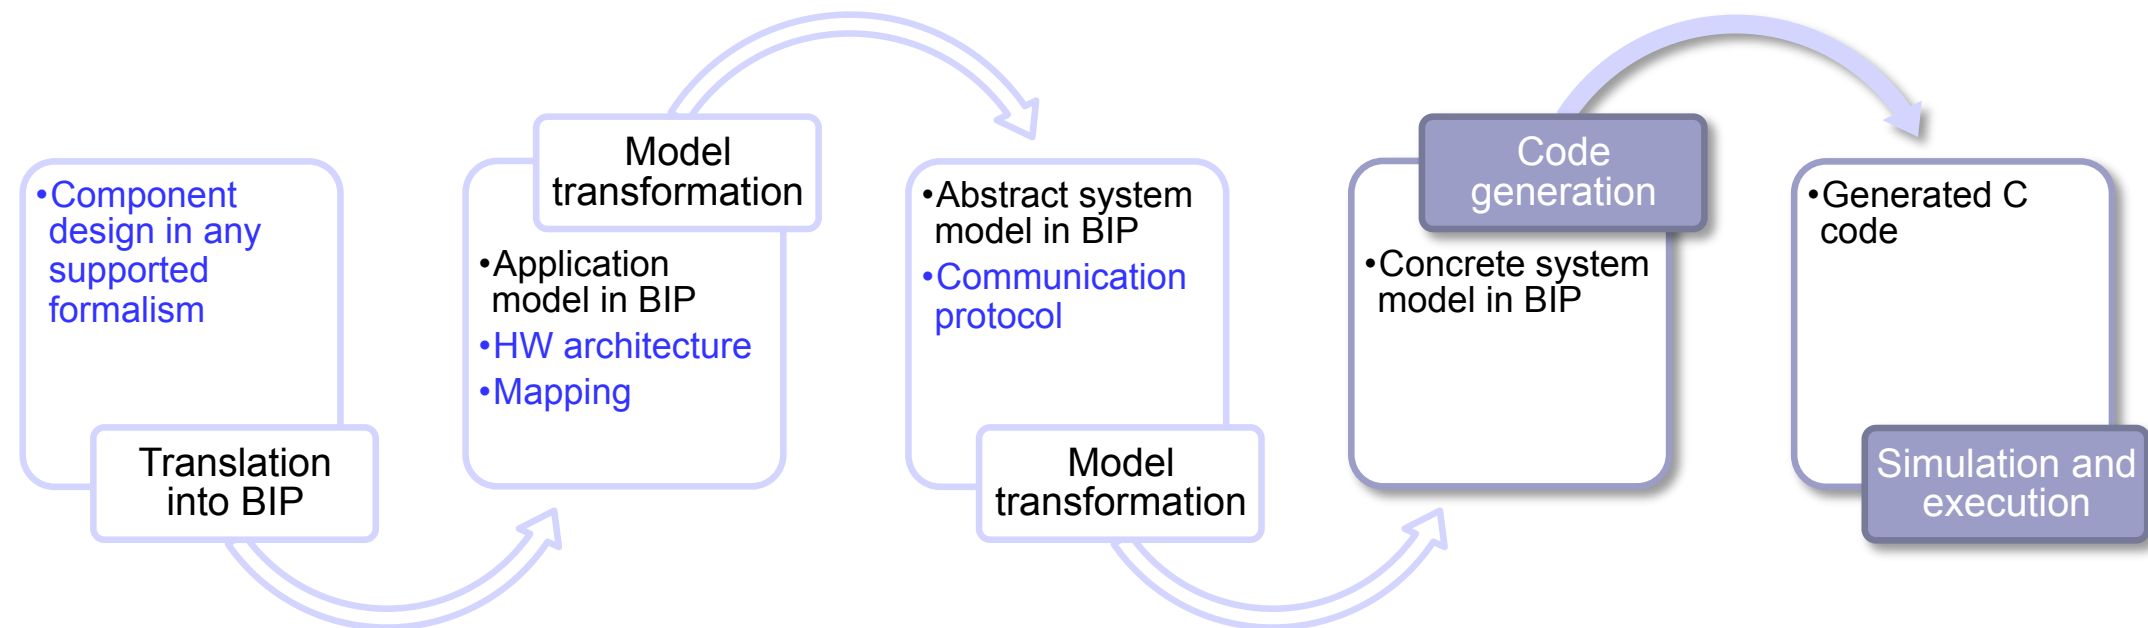 •Component
design in any
supported
formalism
Translation
into BIP
Model
transformation
•Application
model in BIP
•HW architecture
•Mapping
•Abstract system
model in BIP
•Communication
protocol
Model
transformation
Code
generation
•Concrete system
model in BIP
•Generated C
code
Simulation and
execution